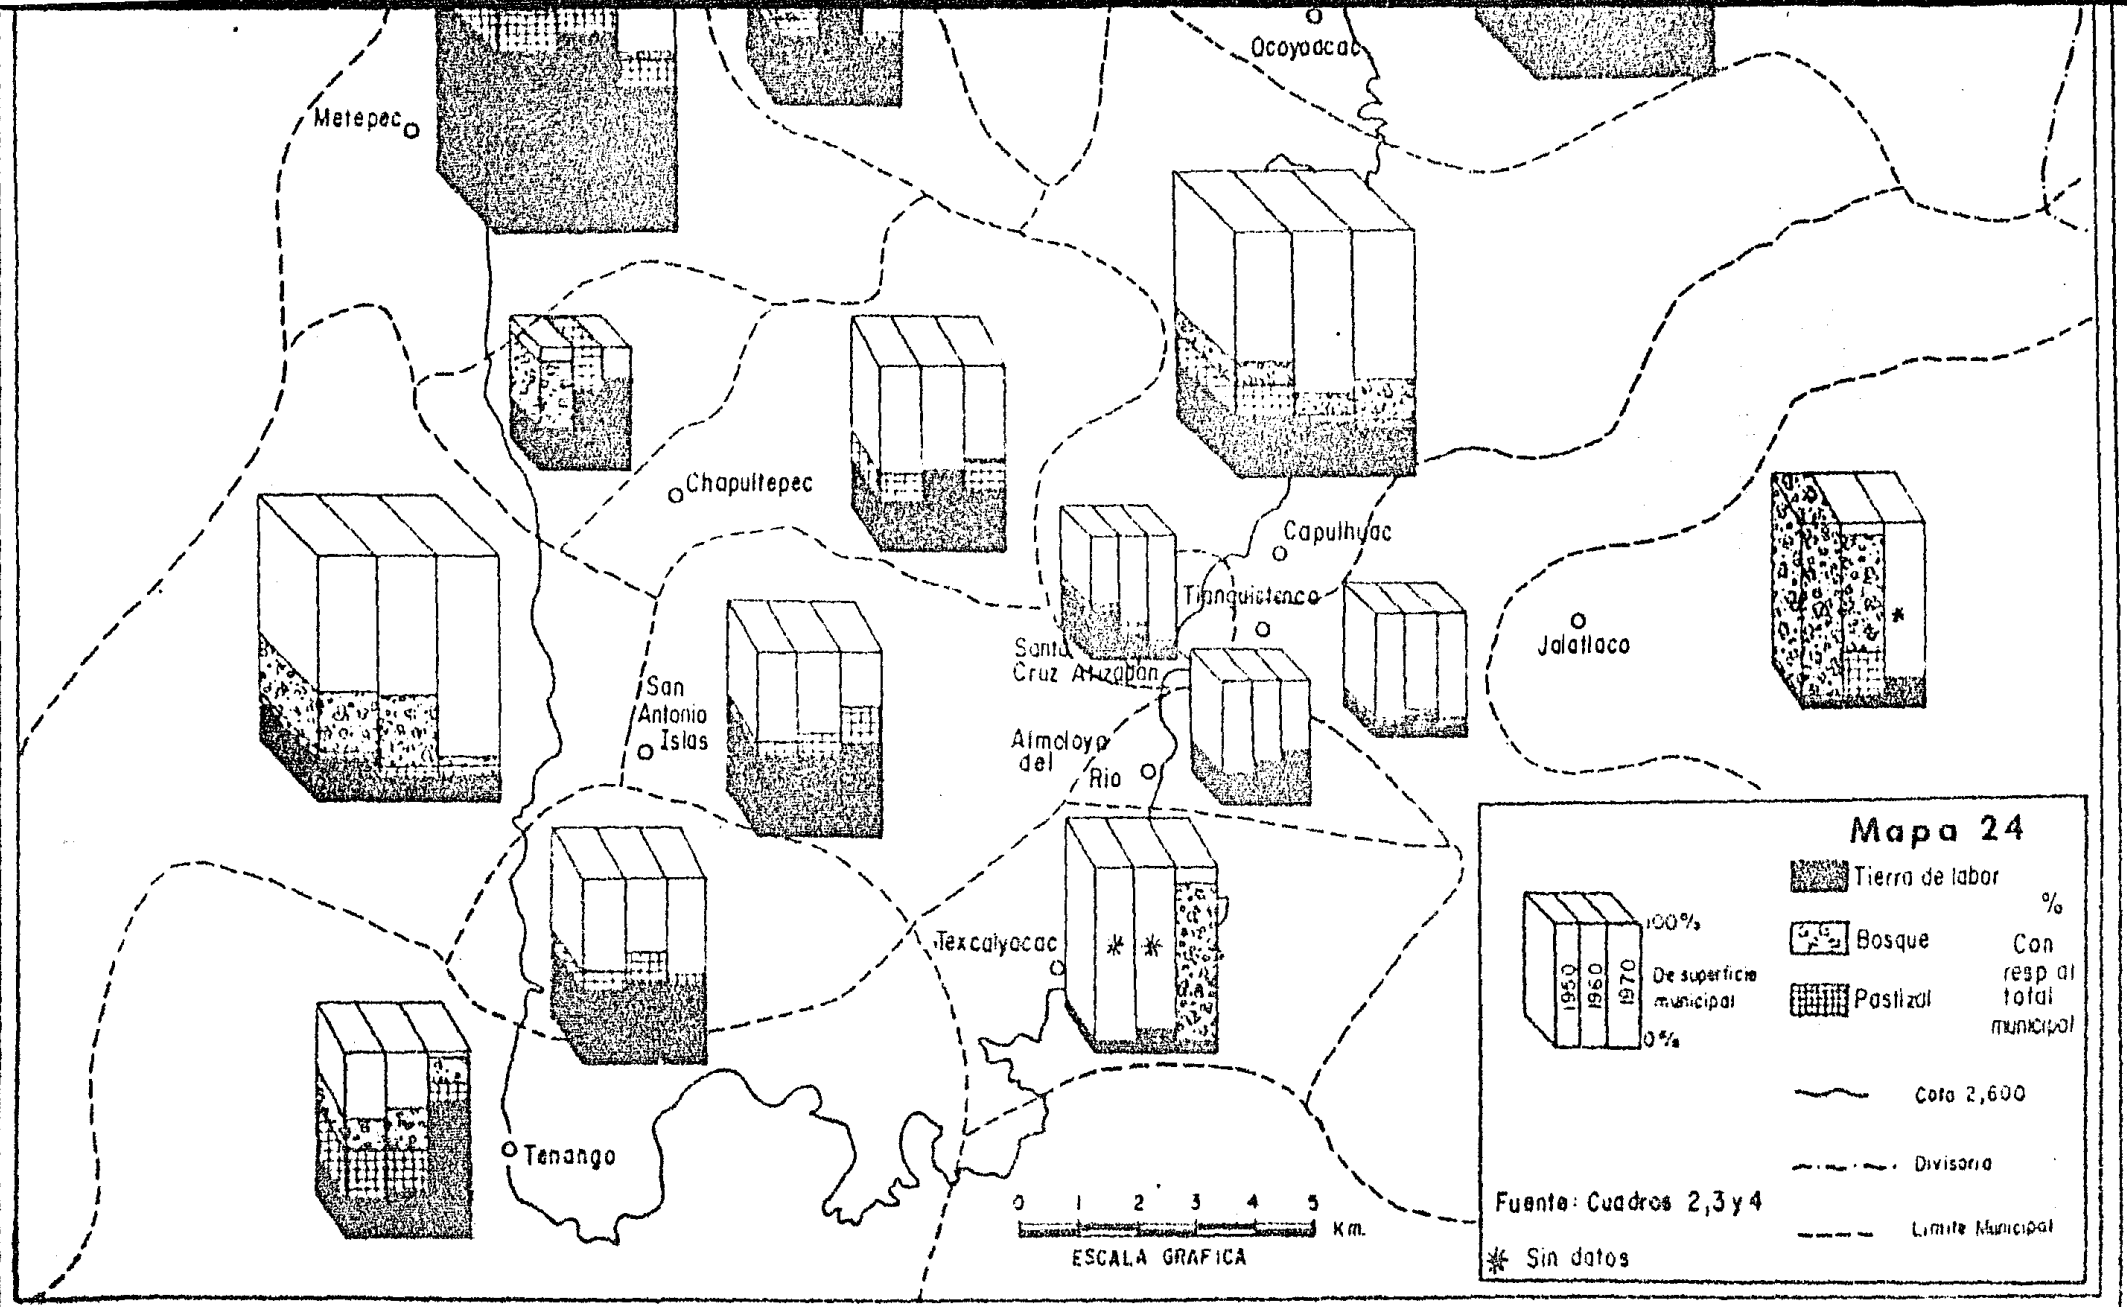 Ocoyoacac
Metepec
Chapultepec
Capulhuac
Tianguistenco
Jalatlaco
Santa
Cruz Atizapán
San
Antonio
Islas
Almoloya
del
Rio
Texcalyacac
Tenango
0 1 2 3 4 5
Km.
ESCALA GRAFICA
Mapa 24
Tierra de labor
%
Bosque
Con
resp al
total
municipal
Pastizal
100%
1950
1960
1970
De superficie
municipal
0%
Cota 2,600
Divisoria
Fuente: Cuadros 2,3 y 4
Limite Municipal
* Sin datos